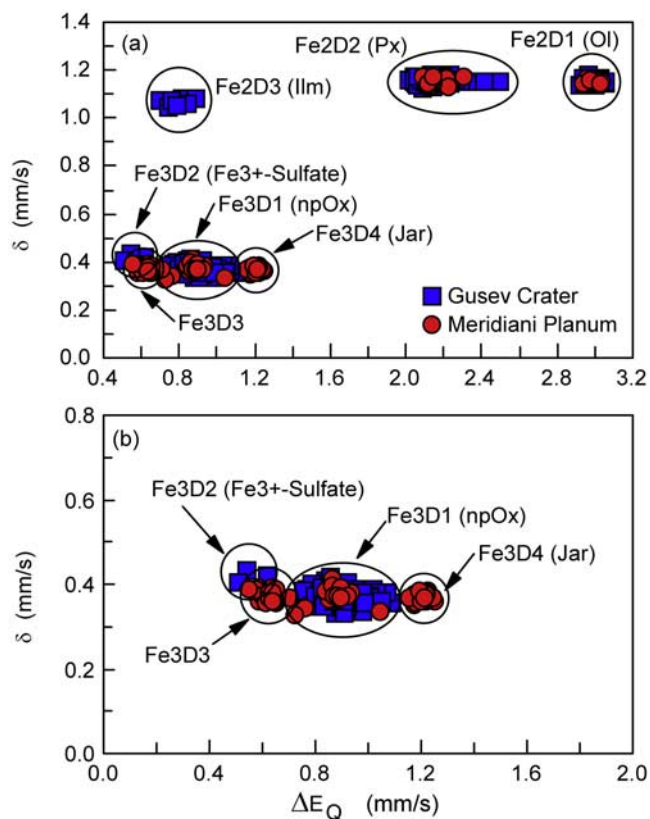 (a)
Fe2D2 (Px)
Fe2D1 (Ol)
Fe2D3 (Ilm)
Fe3D2 (Fe3+-Sulfate)
Fe3D1 (npOx)
Fe3D4 (Jar)
Fe3D3
Gusev Crater
Meridiani Planum
δ (mm/s)
1.4
1.2
1.0
0.8
0.6
0.4
0.2
0.0
0.4 0.8 1.2 1.6 2.0 2.4 2.8 3.2
(b)
Fe3D2 (Fe3+-Sulfate)
Fe3D1 (npOx)
Fe3D4 (Jar)
Fe3D3
δ (mm/s)
0.8
0.6
0.4
0.2
0.0
0.0 0.4 0.8 1.2 1.6 2.0
ΔE_Q (mm/s)